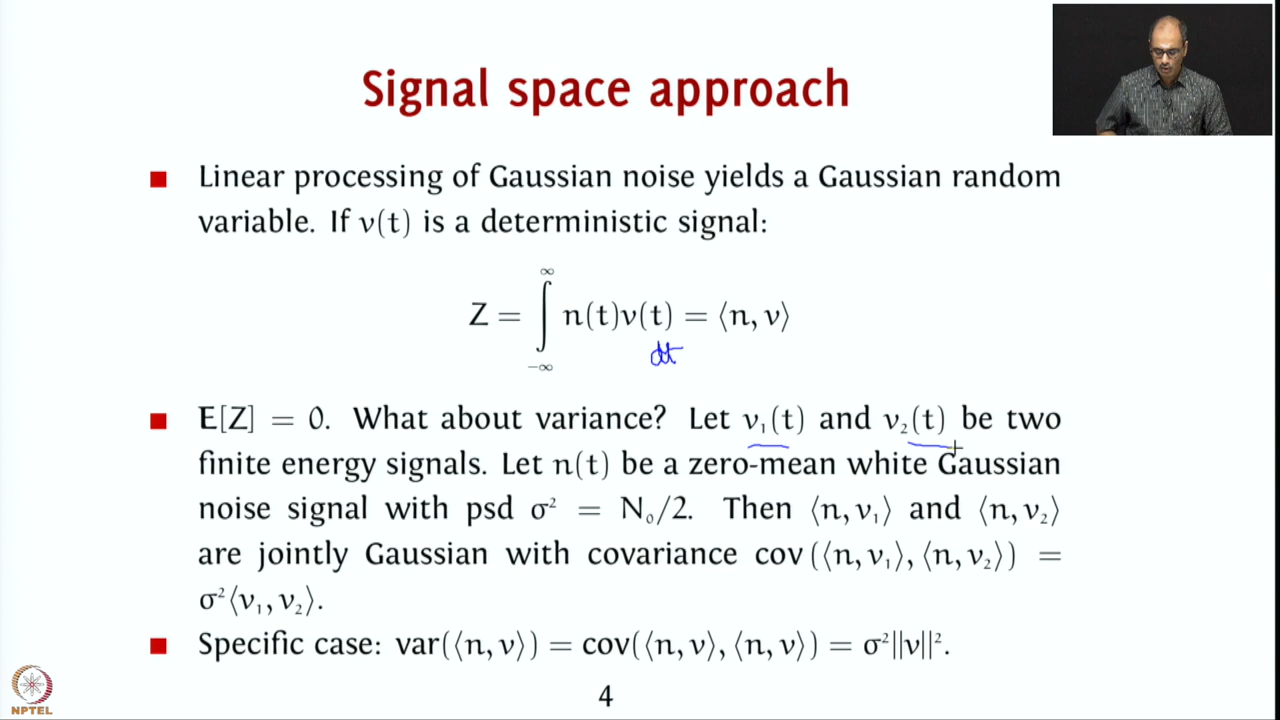 Signal space approach
Linear processing of Gaussian noise yields a Gaussian random
variable. If v(t) is a deterministic signal:
Z = ∫_{-∞}^{∞} n(t)v(t) = ⟨n, v⟩
dt
E[Z] = 0. What about variance? Let v₁(t) and v₂(t) be two
finite energy signals. Let n(t) be a zero-mean white Gaussian
noise signal with psd σ² = Nₒ/2. Then ⟨n, v₁⟩ and ⟨n, v₂⟩
are jointly Gaussian with covariance cov(⟨n, v₁⟩, ⟨n, v₂⟩) =
σ²⟨v₁, v₂⟩.
Specific case: var(⟨n, v⟩) = cov(⟨n, v⟩, ⟨n, v⟩) = σ²||v||².
4
NPTEL